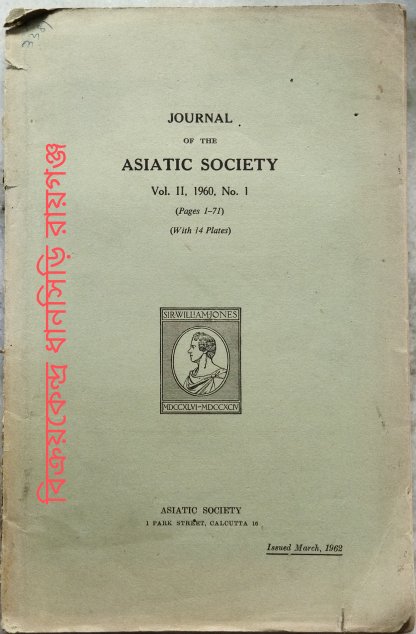 JOURNAL
OF THE
ASIATIC SOCIETY
Vol. II, 1960, No. 1
(Pages 1–71)
(With 14 Plates)
SIR WILLIAM JONES
MDCCXLVI–MDCCXCIV
ASIATIC SOCIETY
1 PARK STREET, CALCUTTA 16
Issued March, 1962
বিক্রয়কেন্দ্র ধানসিড়ি রায়গঞ্জ